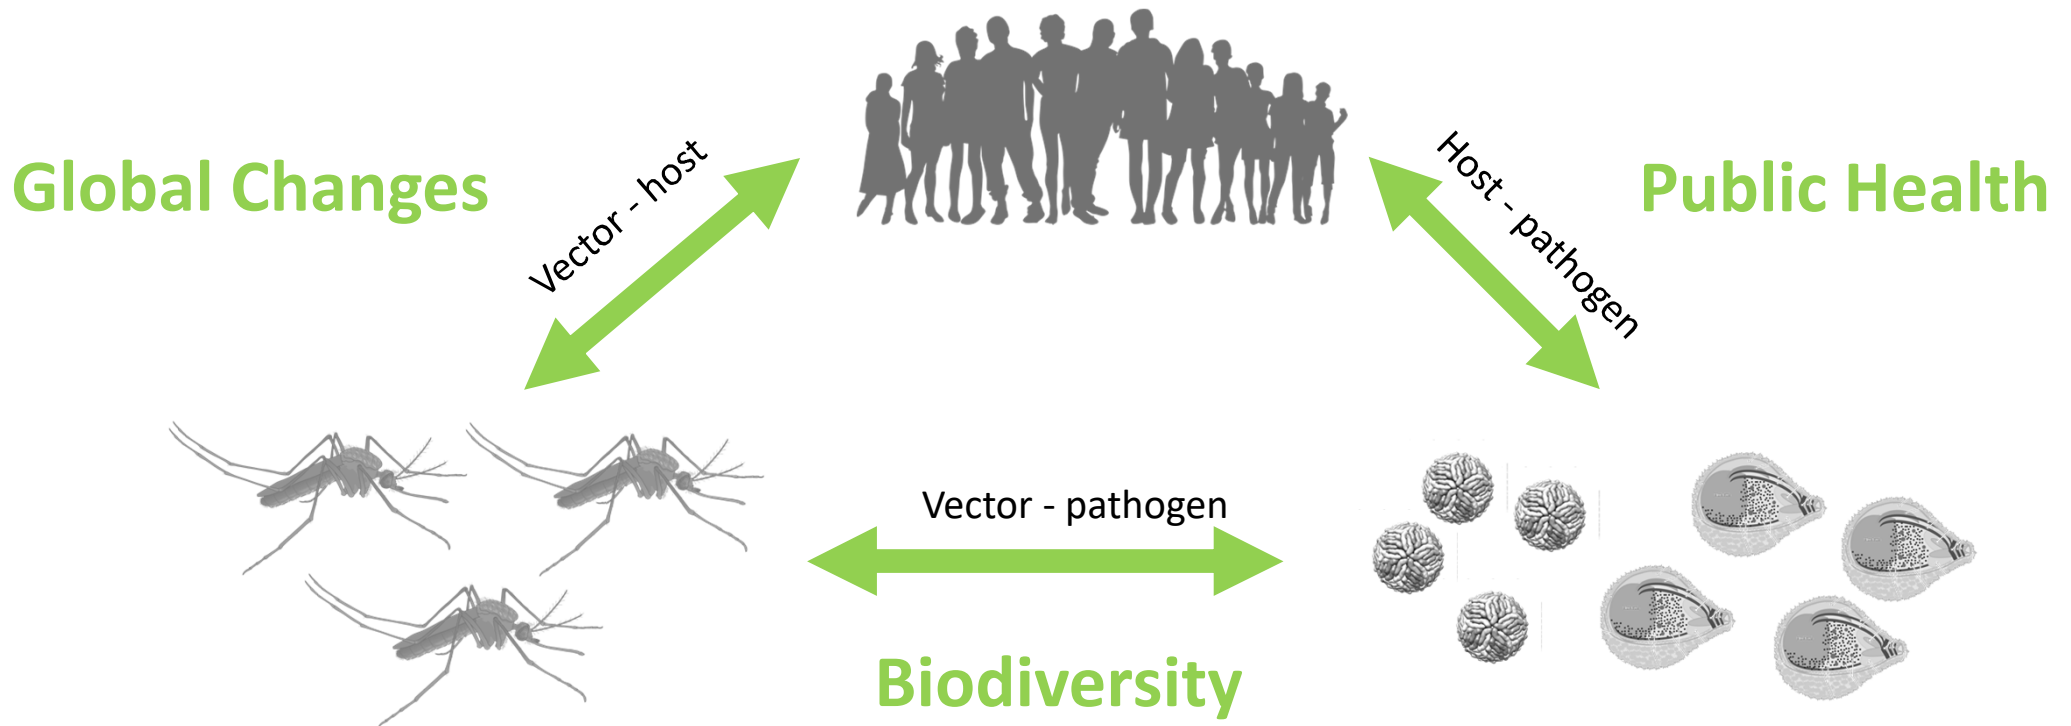 Global Changes
Vector - host
Host - pathogen
Public Health
Vector - pathogen
Biodiversity